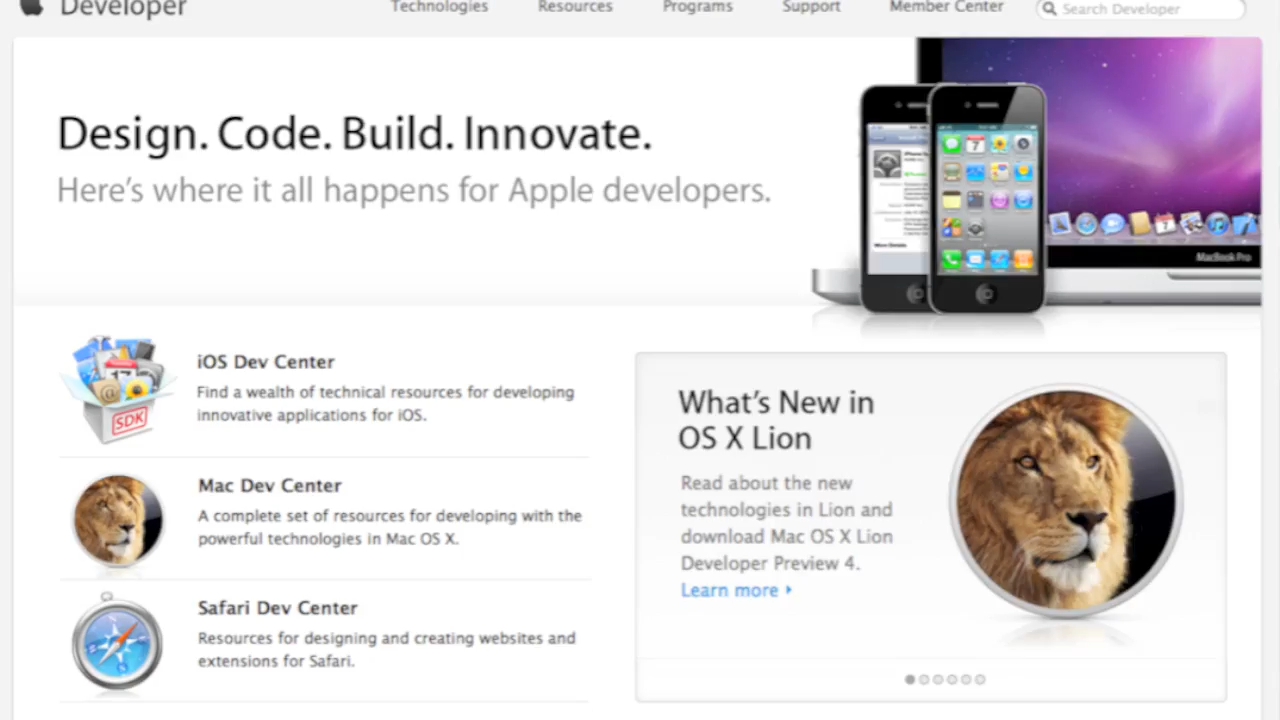 Developer
Technologies
Resources
Programs
Support
Member Center
Search Developer
Design. Code. Build. Innovate.
Here's where it all happens for Apple developers.
MacBook Pro
iOS Dev Center
Find a wealth of technical resources for developing
innovative applications for iOS.
SDK
Mac Dev Center
A complete set of resources for developing with the
powerful technologies in Mac OS X.
Safari Dev Center
Resources for designing and creating websites and
extensions for Safari.
What's New in
OS X Lion
Read about the new
technologies in Lion and
download Mac OS X Lion
Developer Preview 4.
Learn more